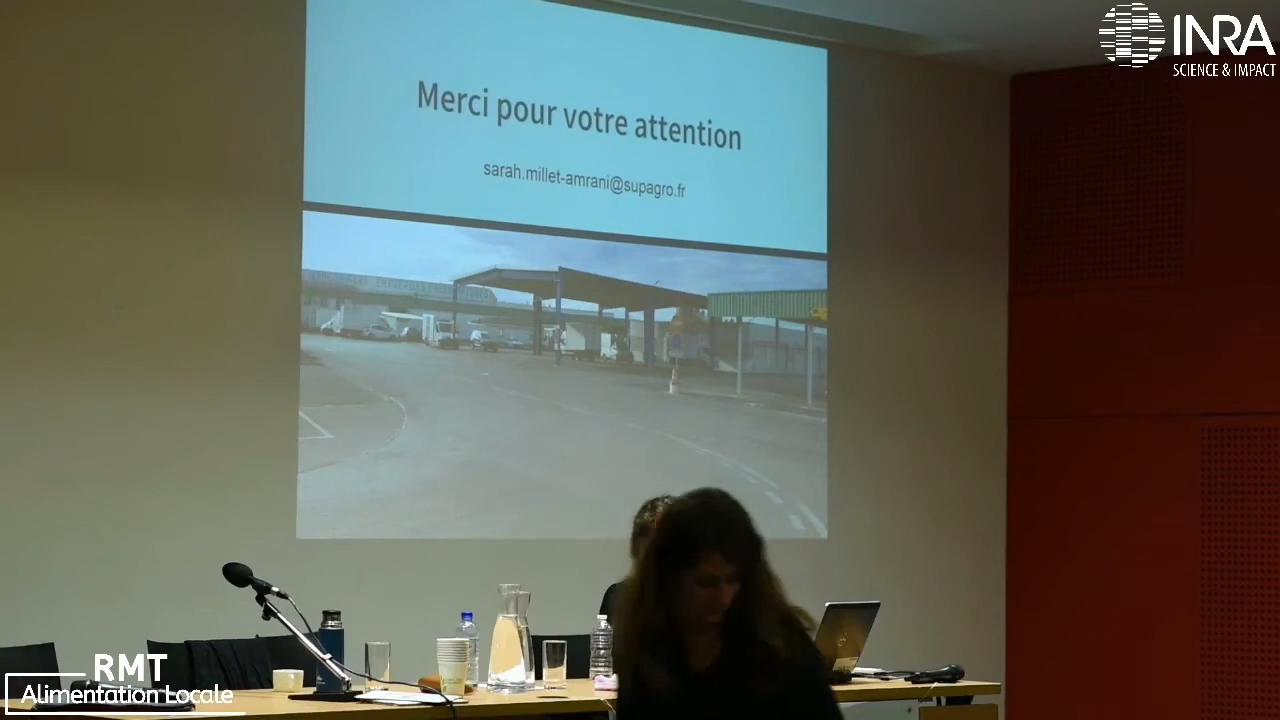 INRA
SCIENCE & IMPACT
Merci pour votre attention
sarah.millet-amrani@supagro.fr
RMT
Alimentation Locale